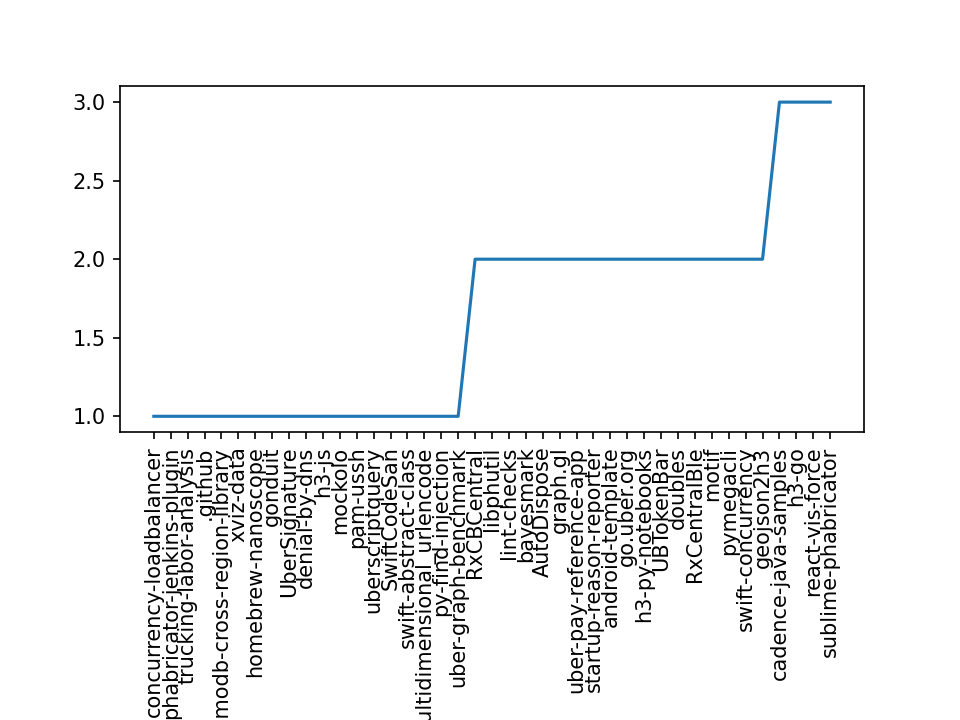 3.0
2.5
2.0
1.5
1.0
concurrency-loadbalancer
phabricator-jenkins-plugin
trucking-labor-analysis
.github
modb-cross-region-library
xviz-data
homebrew-nanoscope
gonduit
UberSignature
denial-by-dns
h3-js
mockolo
pam-ussh
uberscriptquery
SwiftCodeSan
swift-abstract-class
ultidimensional_urlencode
py-find-injection
uber-graph-benchmark
RxCBCentral
libphutil
lint-checks
bayesmark
AutoDispose
graph.gl
uber-pay-reference-app
startup-reason-reporter
android-template
go.uber.org
h3-py-notebooks
UBTokenBar
doubles
RxCentralBle
motif
pymegacli
swift-concurrency
geojson2h3
cadence-java-samples
h3-go
react-vis-force
sublime-phabricator